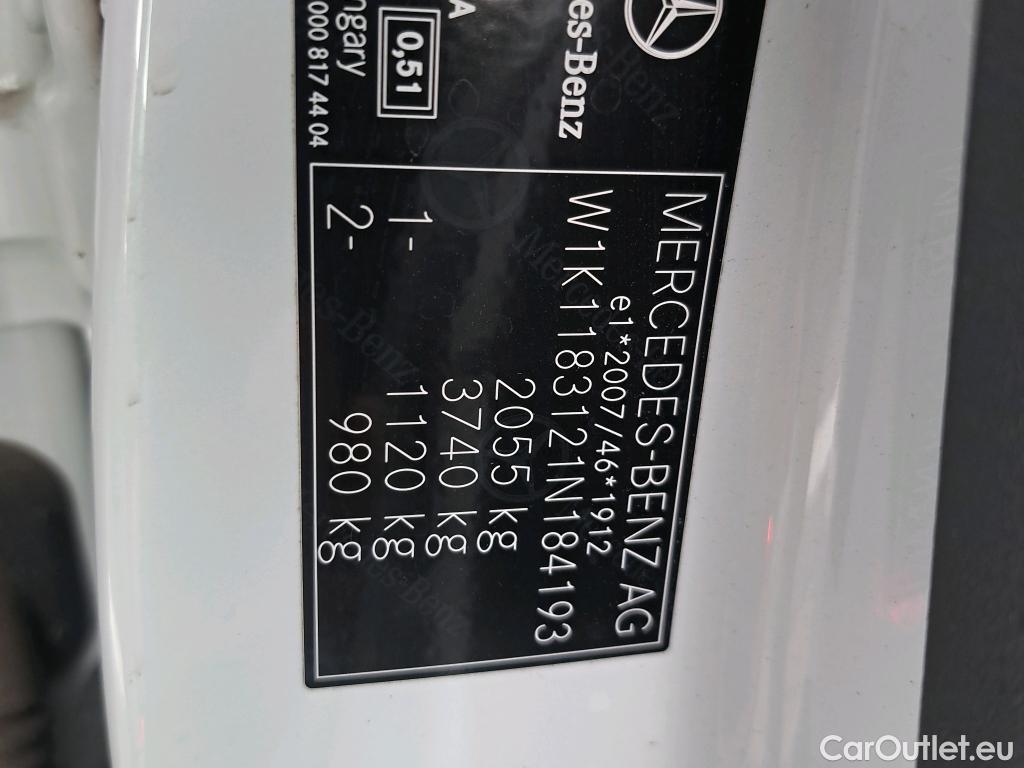 es-Benz
A
0,51
ngary
000 817 44 04
MERCEDES-BENZ AG
e1*2007/46*1912
W1K1183121N184193
2055 kg
3740 kg
1- 1120 kg
2- 980 kg
CarOutlet.eu